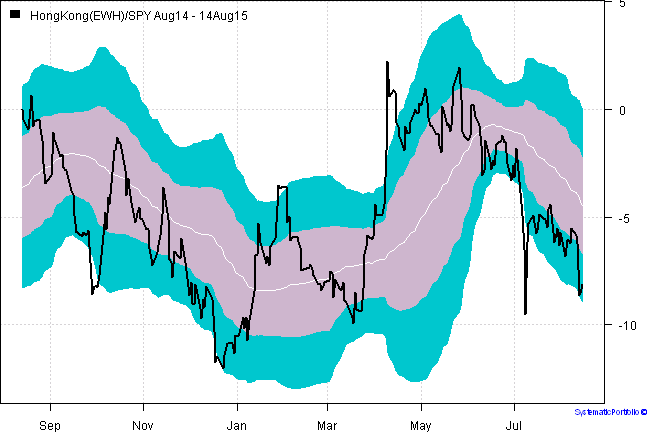 HongKong(EWH)/SPY Aug14 - 14Aug15
5
0
-5
-10
Sep Nov Jan Mar May Jul
SystematicPortfolio ©